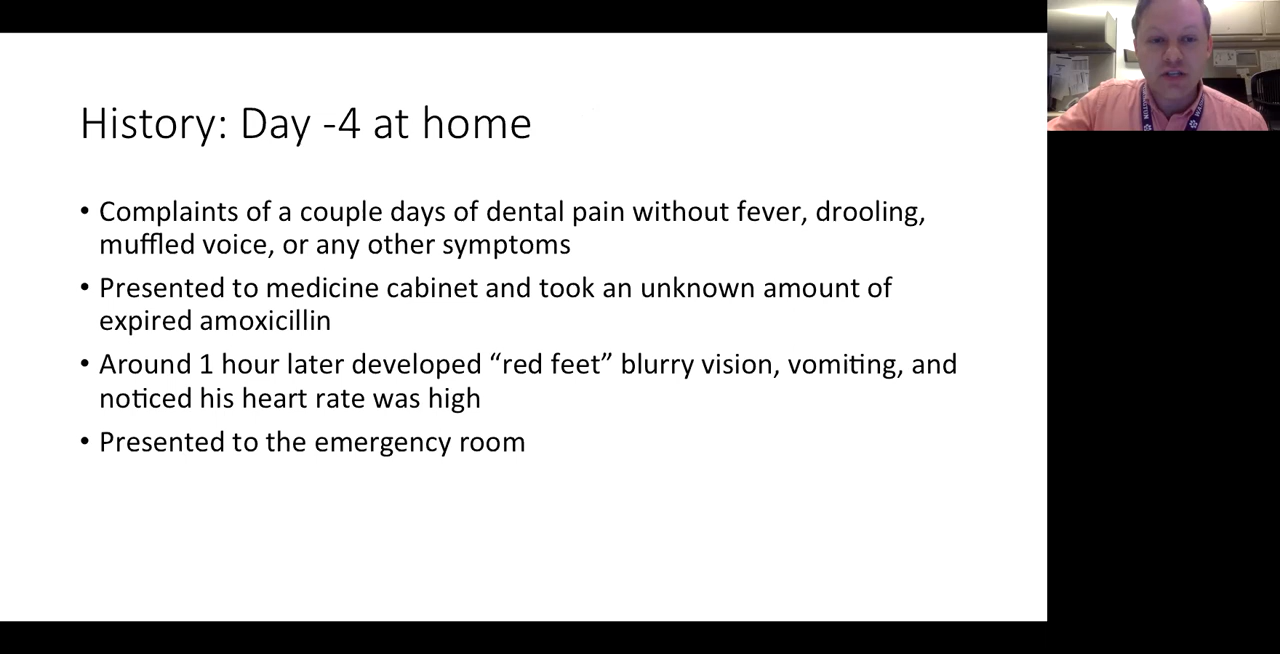 History: Day -4 at home
• Complaints of a couple days of dental pain without fever, drooling,
muffled voice, or any other symptoms
• Presented to medicine cabinet and took an unknown amount of
expired amoxicillin
• Around 1 hour later developed “red feet” blurry vision, vomiting, and
noticed his heart rate was high
• Presented to the emergency room